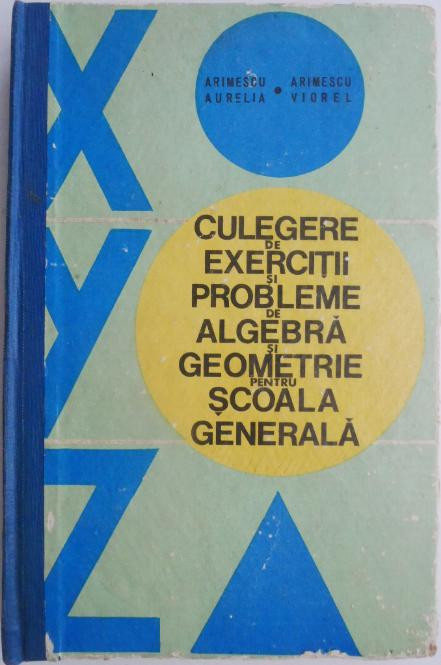 X
ARIMESCU • ARIMESCU
AURELIA VIOREL
CULEGERE
DE
EXERCIȚII
ȘI
PROBLEME
DE
ALGEBRĂ
ȘI
GEOMETRIE
PENTRU
ȘCOALA
GENERALĂ
y
Z